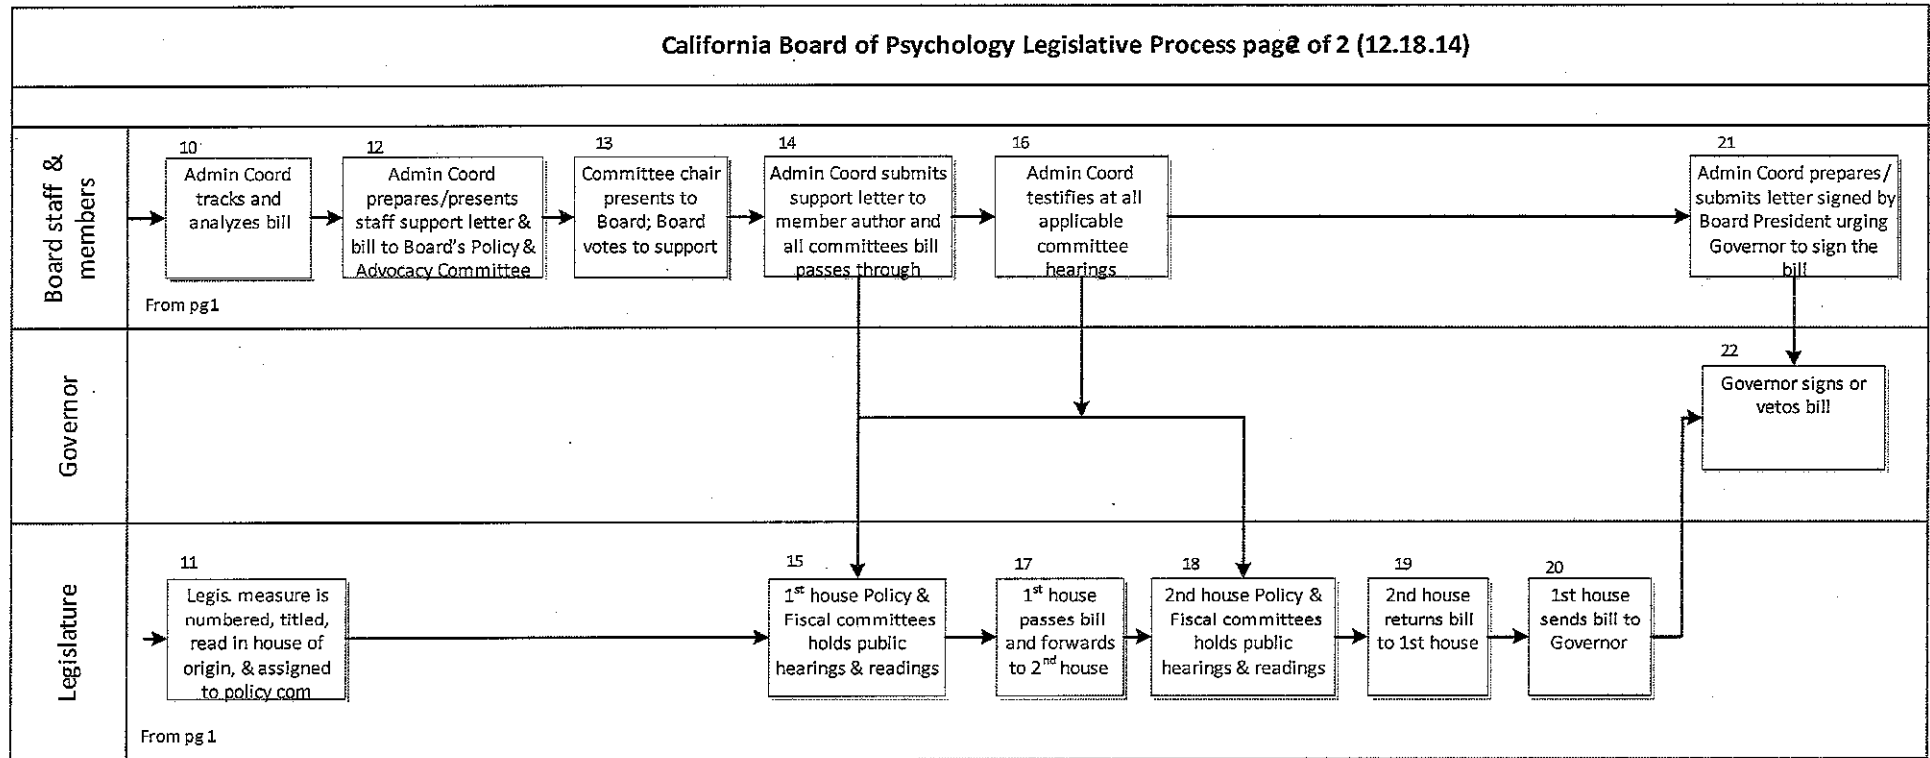 California Board of Psychology Legislative Process page 2 of 2 (12.18.14)
Board staff &
members
10
Admin Coord
tracks and
analyzes bill
From pg1
12
Admin Coord
prepares/presents
staff support letter &
bill to Board's Policy &
Advocacy Committee
13
Committee chair
presents to
Board; Board
votes to support
14
Admin Coord submits
support letter to
member author and
all committees bill
passes through
16
Admin Coord
testifies at all
applicable
committee
hearings
21
Admin Coord prepares/
submits letter signed by
Board President urging
Governor to sign the
bill
Governor
22
Governor signs or
vetos bill
Legislature
11
Legis. measure is
numbered, titled,
read in house of
origin, & assigned
to policy com
From pg1
15
1st house Policy &
Fiscal committees
holds public
hearings & readings
17
1st house
passes bill
and forwards
to 2nd house
18
2nd house Policy &
Fiscal committees
holds public
hearings & readings
19
2nd house
returns bill
to 1st house
20
1st house
sends bill to
Governor